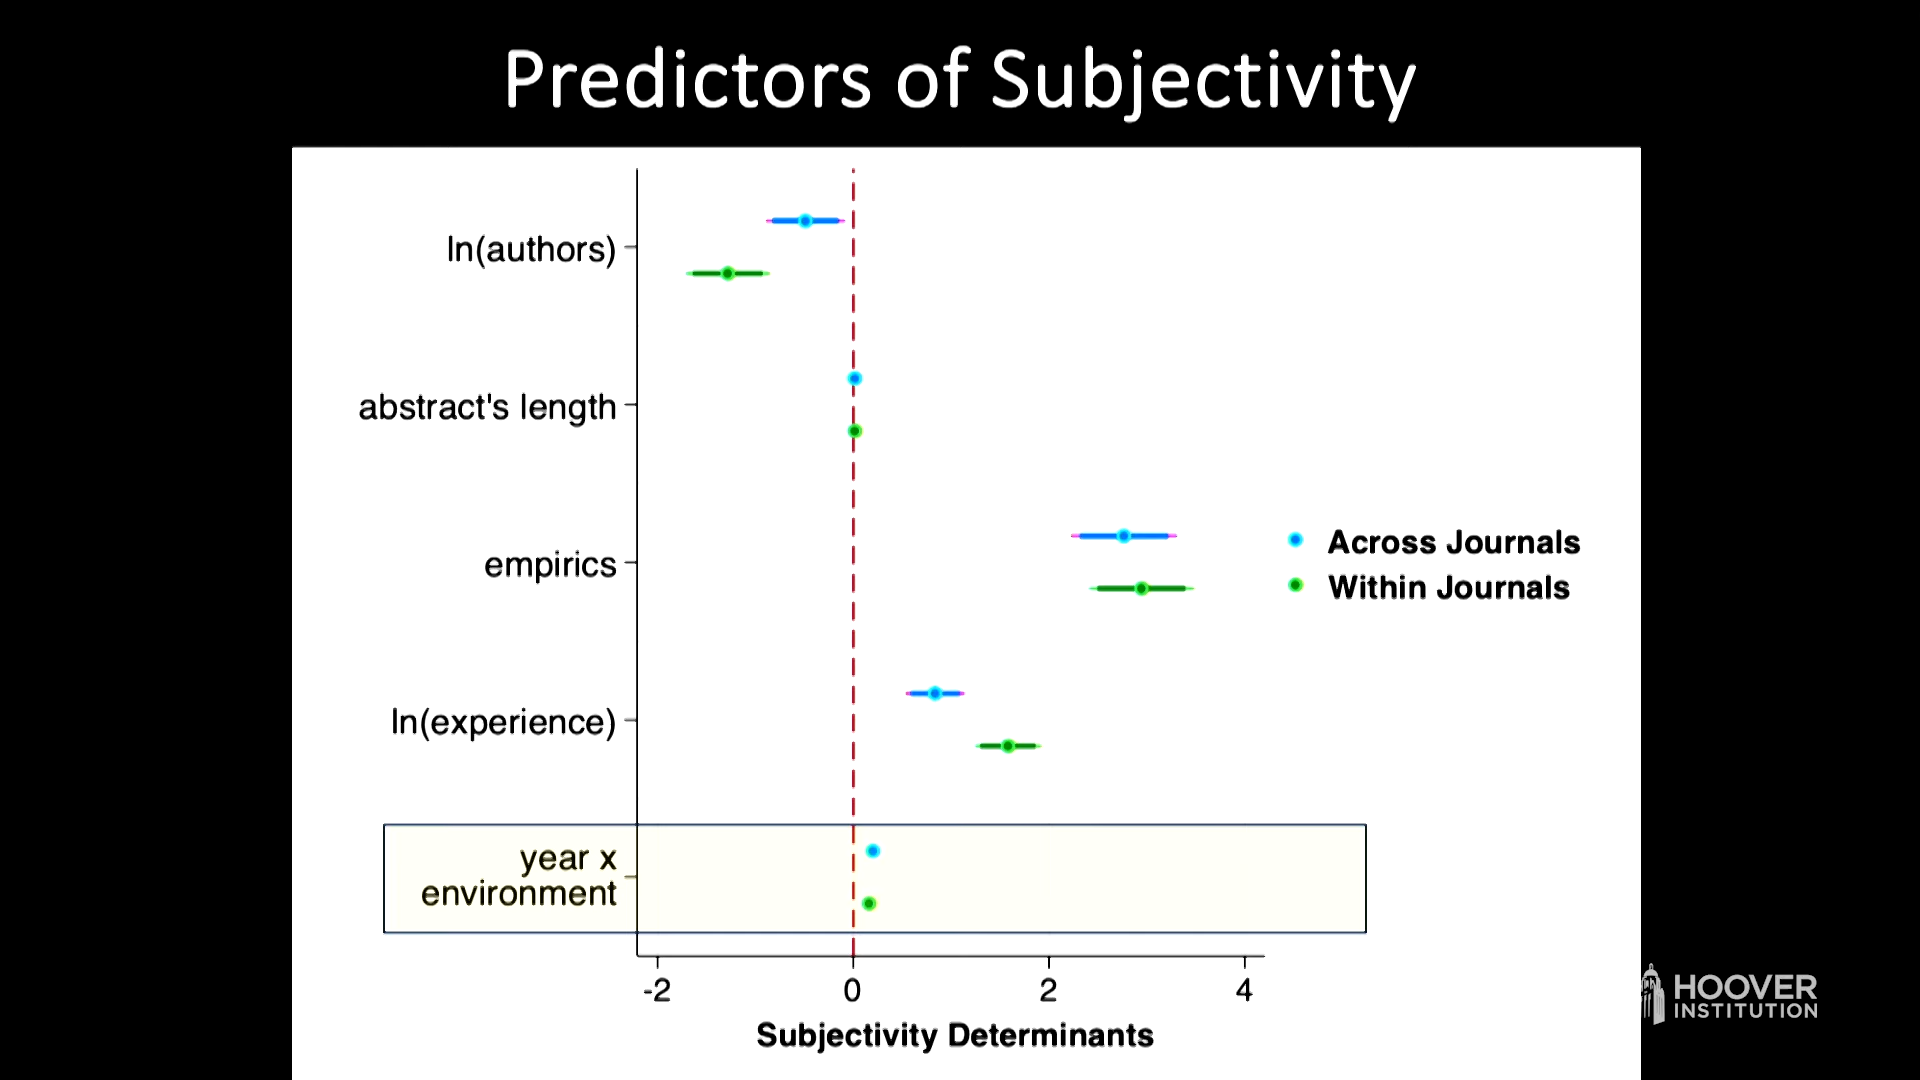 Predictors of Subjectivity
ln(authors)
abstract's length
empirics
ln(experience)
year x
environment
Across Journals
Within Journals
-2 0 2 4
Subjectivity Determinants
HOOVER
INSTITUTION